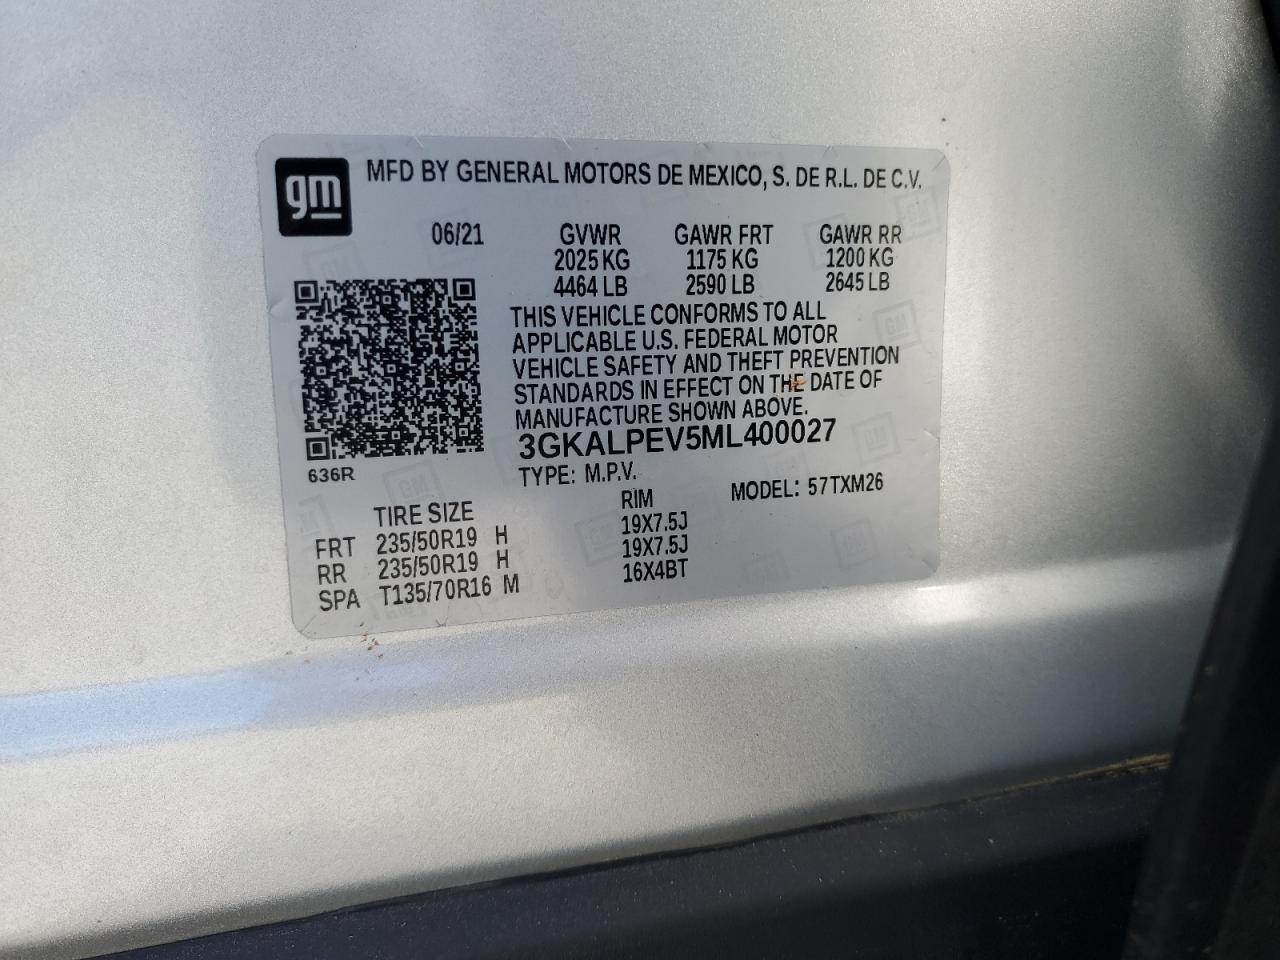 gm
MFD BY GENERAL MOTORS DE MEXICO, S. DE R.L. DE C.V.
06/21 GVWR GAWR FRT GAWR RR
2025 KG 1175 KG 1200 KG
4464 LB 2590 LB 2645 LB
THIS VEHICLE CONFORMS TO ALL
APPLICABLE U.S. FEDERAL MOTOR
VEHICLE SAFETY AND THEFT PREVENTION
STANDARDS IN EFFECT ON THE DATE OF
MANUFACTURE SHOWN ABOVE.
3GKALPEV5ML400027
636R
TYPE: M.P.V. MODEL: 57TXM26
TIRE SIZE RIM
FRT 235/50R19 H 19X7.5J
RR 235/50R19 H 19X7.5J
SPA T135/70R16 M 16X4BT